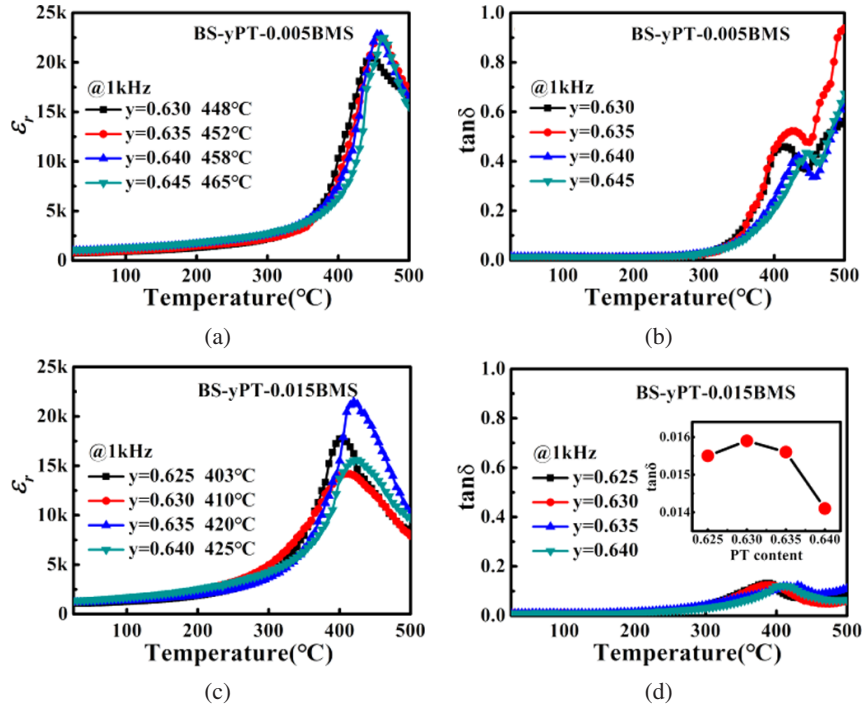 25k
20k
15k
10k
5k
0
εr
BS-yPT-0.005BMS
@1kHz
y=0.630 448°C
y=0.635 452°C
y=0.640 458°C
y=0.645 465°C
100 200 300 400 500
Temperature(°C)
(a)
1.0
0.8
0.6
0.4
0.2
0.0
tanδ
BS-yPT-0.005BMS
@1kHz
y=0.630
y=0.635
y=0.640
y=0.645
100 200 300 400 500
Temperature(°C)
(b)
25k
20k
15k
10k
5k
0
εr
BS-yPT-0.015BMS
@1kHz
y=0.625 403°C
y=0.630 410°C
y=0.635 420°C
y=0.640 425°C
100 200 300 400 500
Temperature(°C)
(c)
1.0
0.8
0.6
0.4
0.2
0.0
tanδ
BS-yPT-0.015BMS
@1kHz
y=0.625
y=0.630
y=0.635
y=0.640
0.016
0.015
0.014
tanδ
0.625 0.630 0.635 0.640
PT content
100 200 300 400 500
Temperature(°C)
(d)